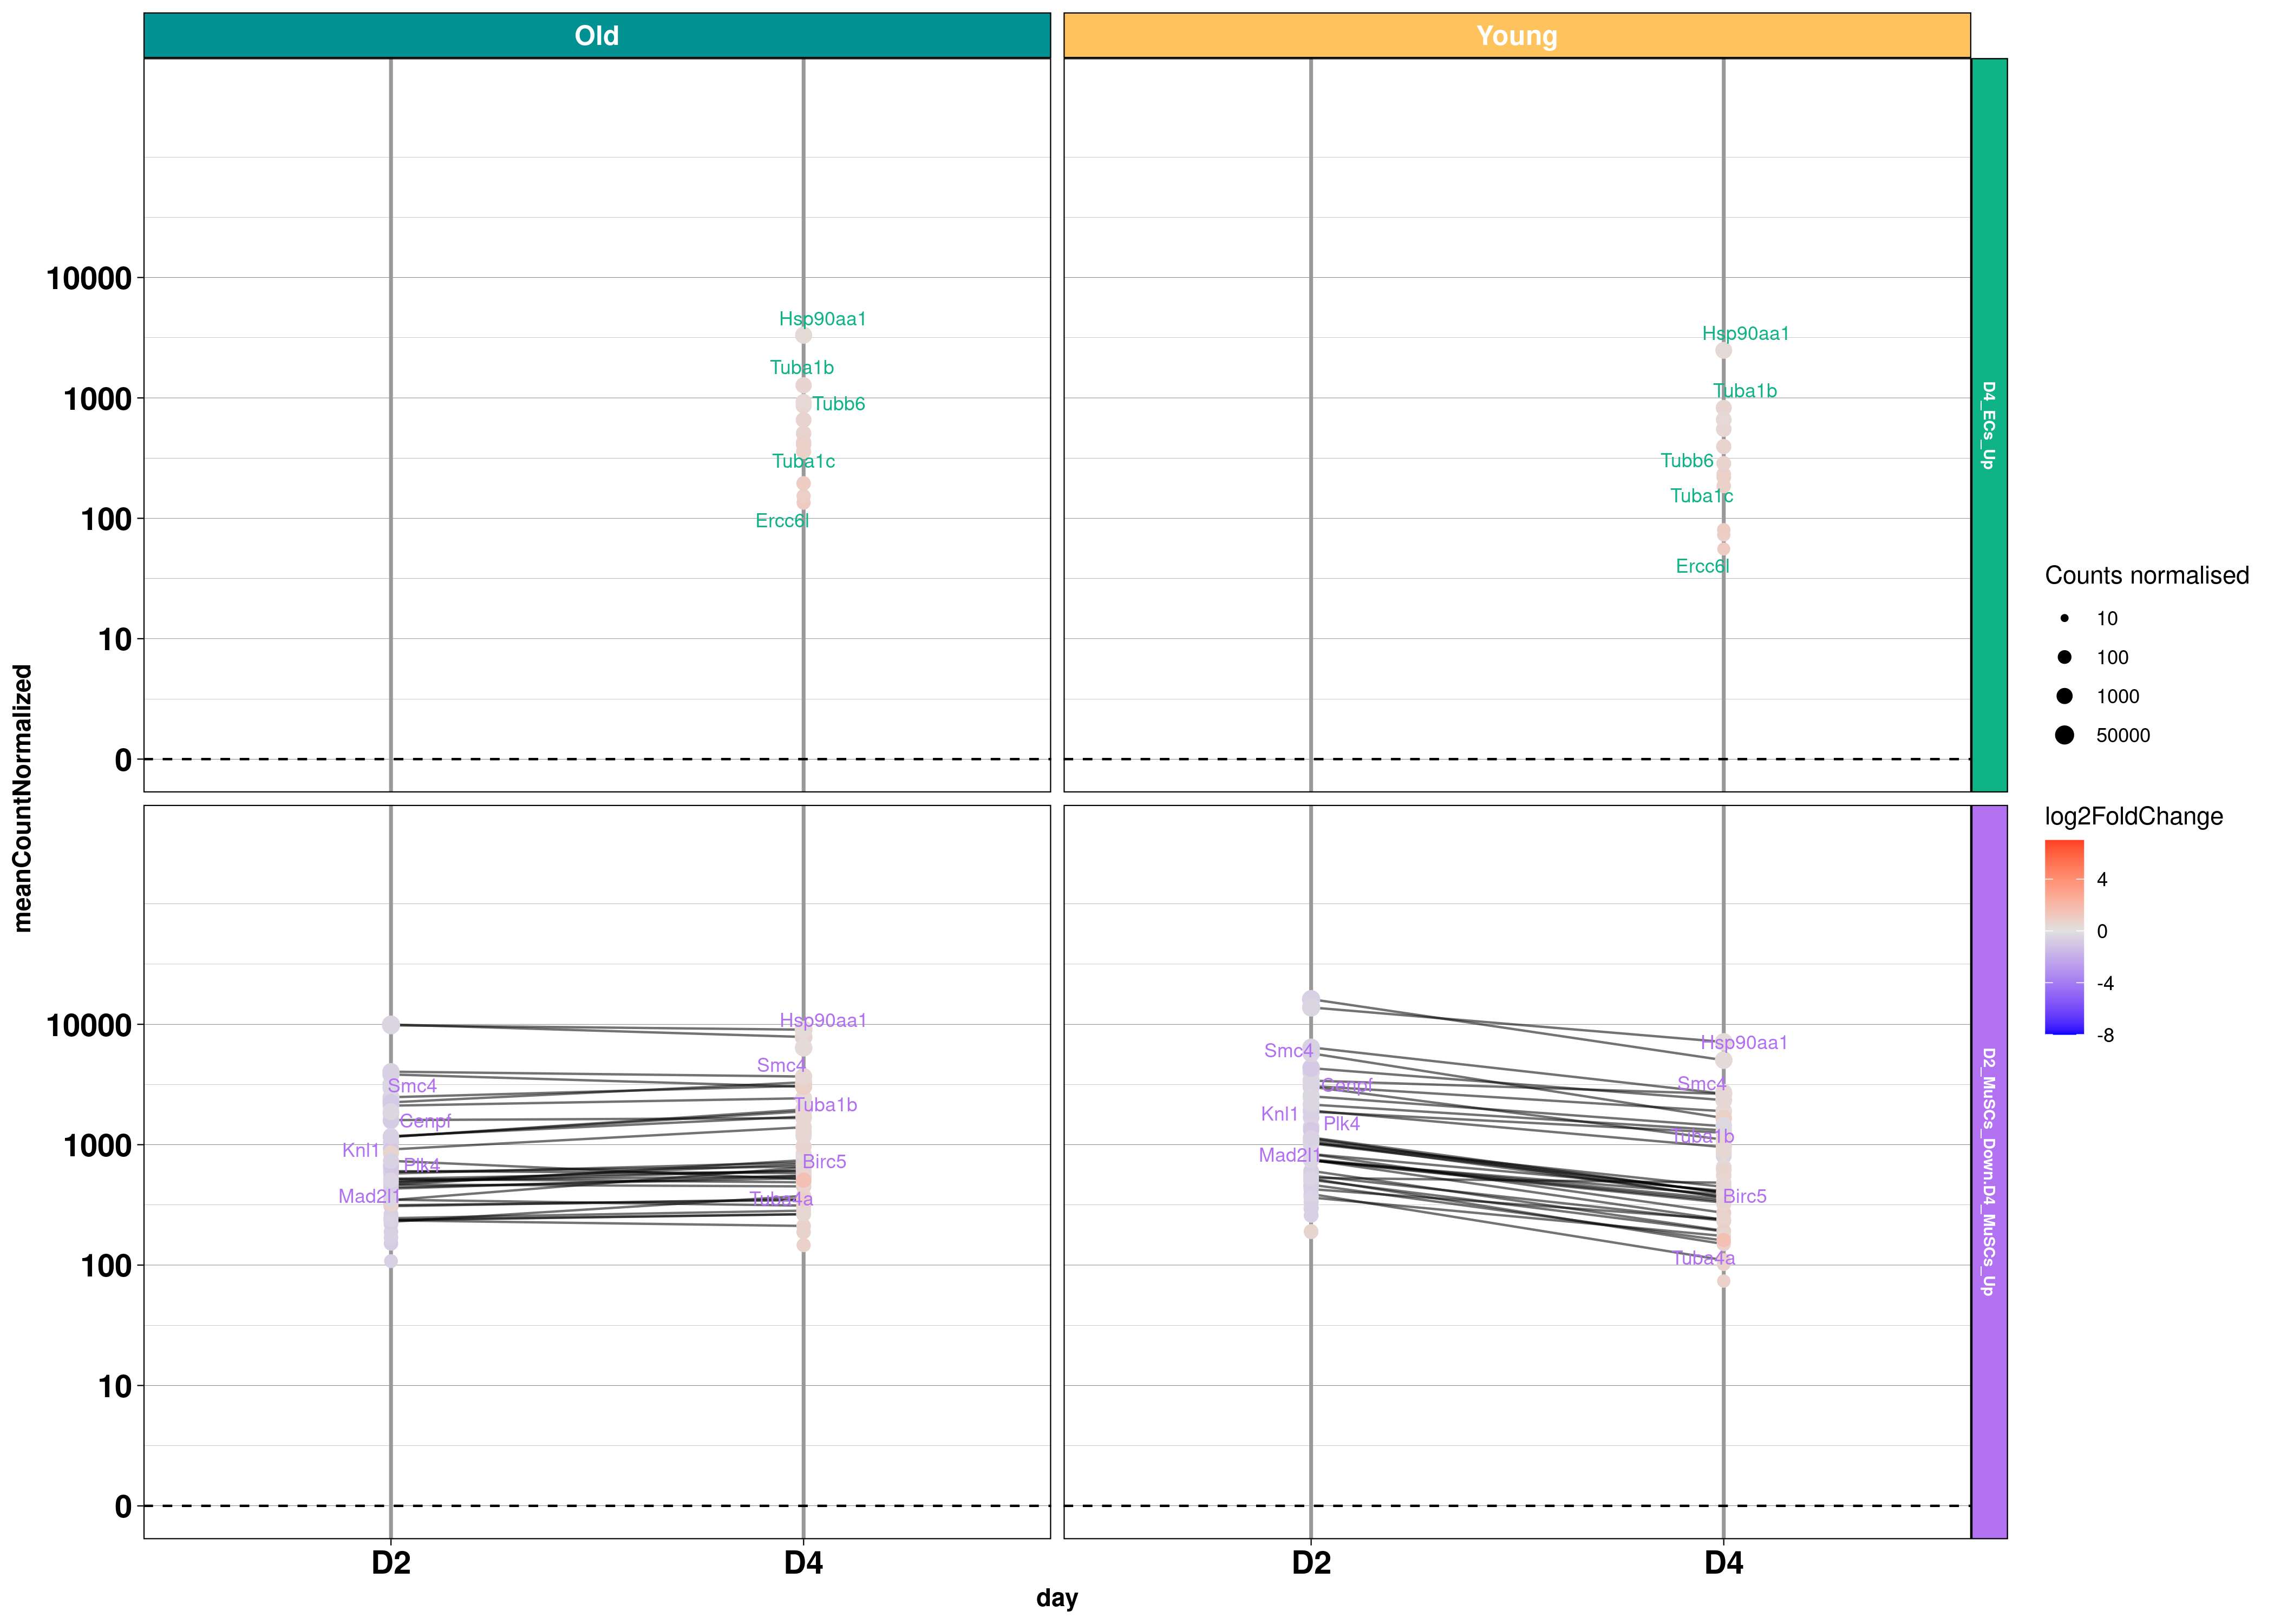 Old
Young
10000
1000
100
10
0
Hsp90aa1
Tuba1b
Tubb6
Tuba1c
Ercc6l
Hsp90aa1
Tuba1b
Tubb6
Tuba1c
Ercc6l
D4_ECs_Up
meanCountNormalized
10000
1000
100
10
0
Smc4
Cenpf
Knl1
Plk4
Mad2l1
Hsp90aa1
Smc4
Tuba1b
Birc5
Tuba4a
Smc4
Cenpf
Knl1
Plk4
Mad2l1
Hsp90aa1
Smc4
Tuba1b
Birc5
Tuba4a
D2_MuSCs_Down.D4_MuSCs_Up
D2
D4
D2
D4
day
Counts normalised
10
100
1000
50000
log2FoldChange
4
0
-4
-8